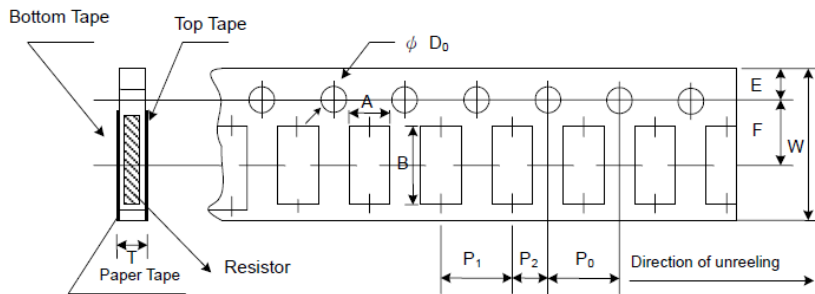 Bottom Tape
Top Tape
ϕ D₀
A
E
F
W
B
T
Paper Tape
Resistor
P₁
P₂
P₀
Direction of unreeling